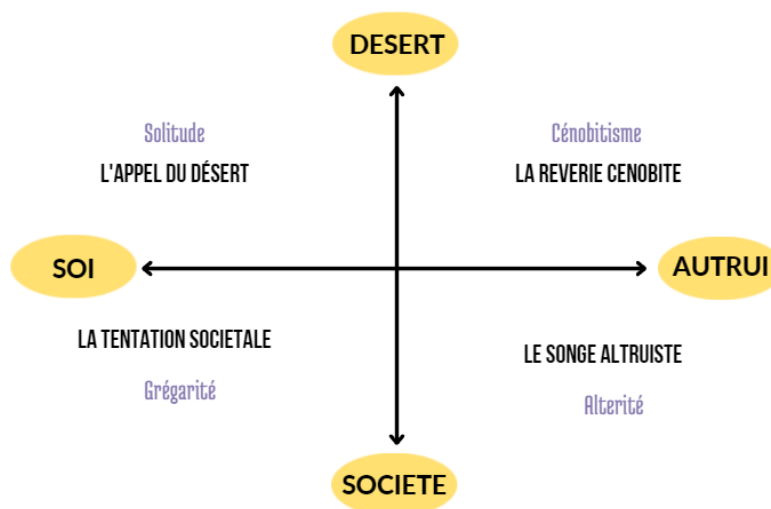 DESERT
Solitude
L'APPEL DU DÉSERT
Cénobitisme
LA REVERIE CENOBITE
SOI
AUTRUI
LA TENTATION SOCIETALE
Grégarité
LE SONGE ALTRUISTE
Alterité
SOCIETE